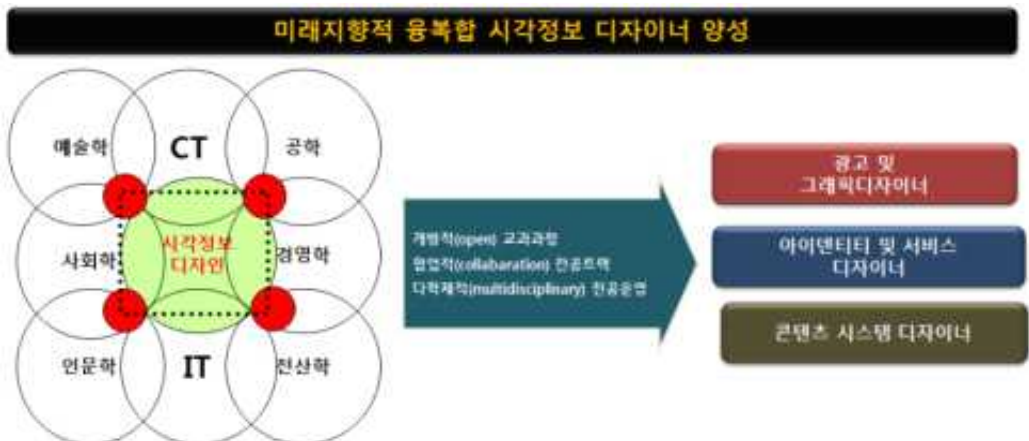 미래지향적 융복합 시각정보 디자이너 양성
예술학
CT
공학
사회학
시각정보
디자인
경영학
인문학
IT
전산학
개방적(open) 교과과정
협업적(collabaration) 전공트랙
다학제적(multidisciplinary) 전공운영
광고 및
그래픽디자이너
아이덴티티 및 서비스
디자이너
콘텐츠 시스템 디자이너